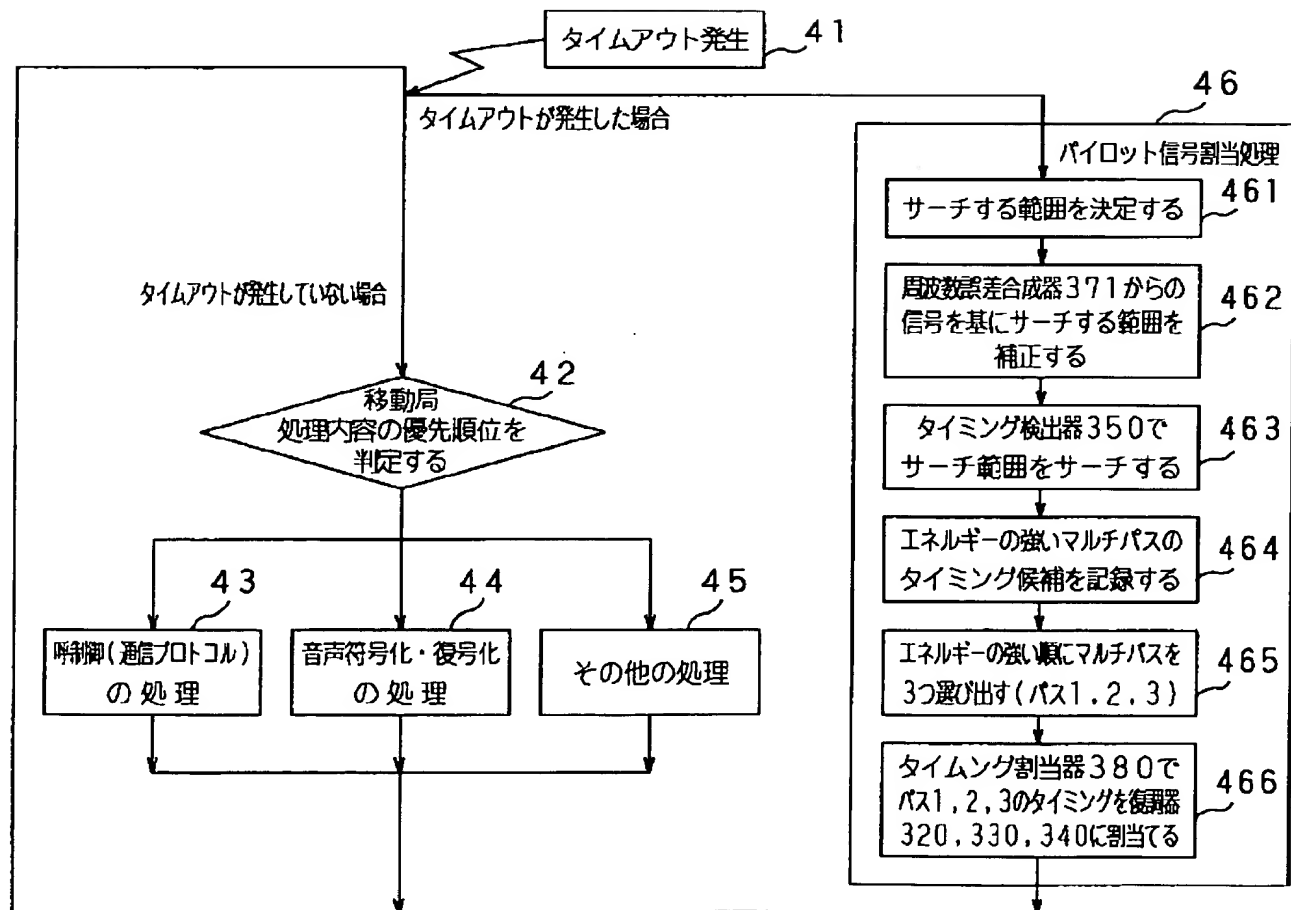 タイムアウト発生
41
タイムアウトが発生した場合
46
パイロット信号割当処理
サーチする範囲を決定する
461
タイムアウトが発生していない場合
周波数誤差合成器371からの
信号を基にサーチする範囲を
補正する
462
42
移動局
処理内容の優先順位を
判定する
タイミング検出器350で
サーチ範囲をサーチする
463
エネルギーの強いマルチパスの
タイミング候補を記録する
464
43
呼制御(通信プロトコル)
の処理
44
音声符号化・復号化
の処理
45
その他の処理
エネルギーの強い順にマルチパスを
3つ選び出す(パス1,2,3)
465
タイムング割当器380で
パス1,2,3のタイミングを復調器
320,330,340に割当てる
466